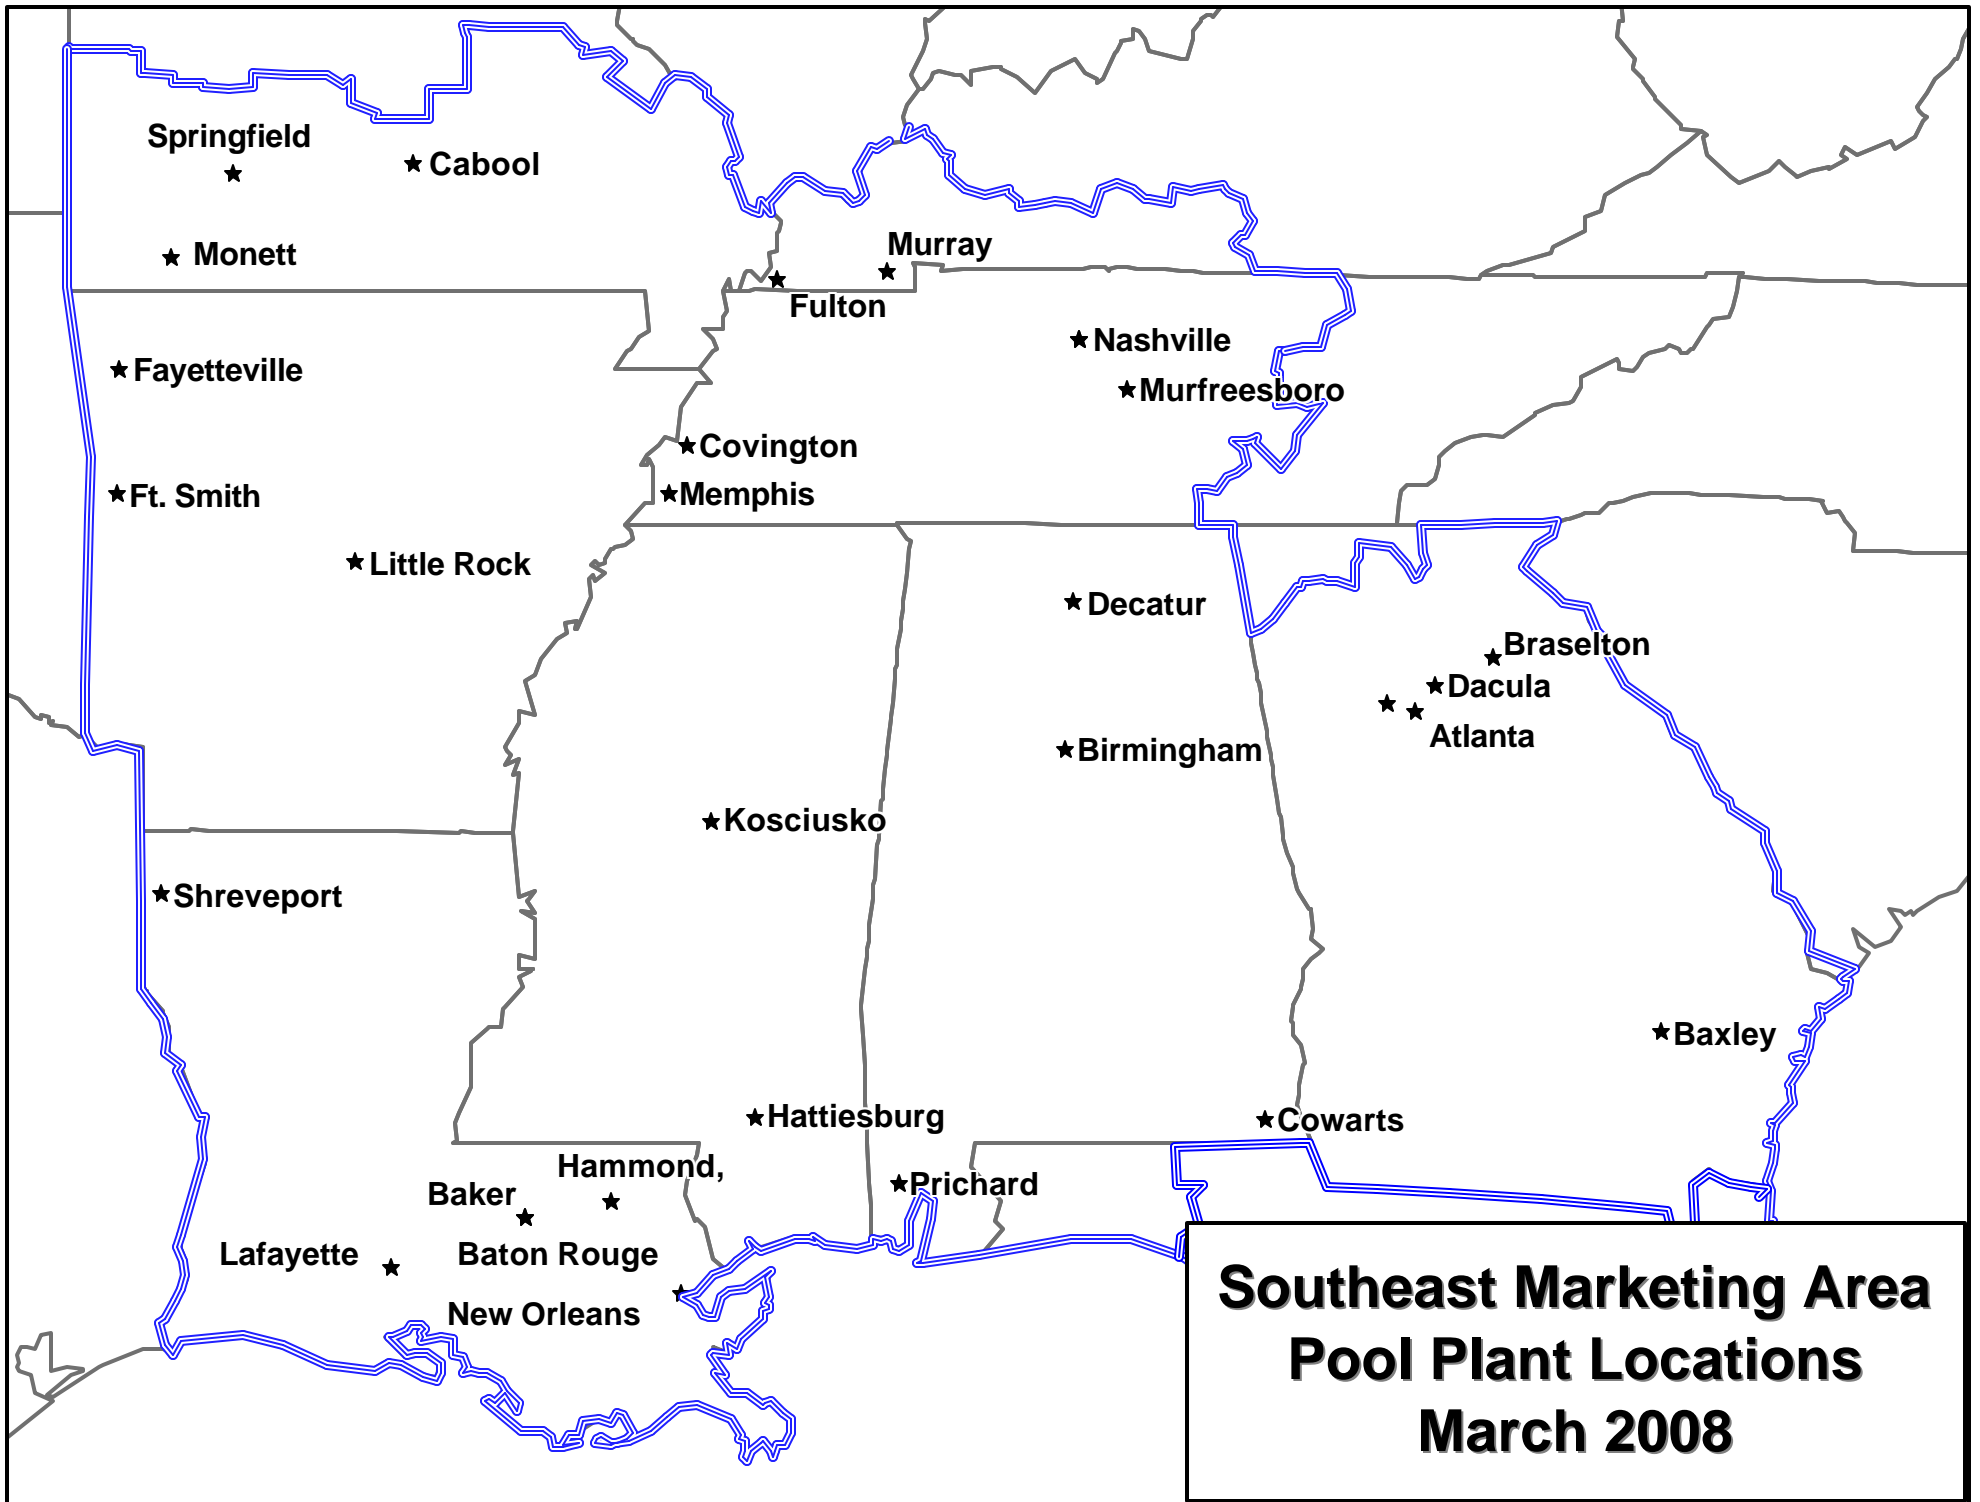 Springfield
Cabool
Murray
Monett
Fulton
Nashville
Fayetteville
Murfreesboro
Covington
Ft. Smith
Memphis
Little Rock
Decatur
Braselton
Dacula
Atlanta
Birmingham
Kosciusko
Shreveport
Baxley
Hattiesburg
Cowarts
Hammond,
Prichard
Baker
Lafayette
Baton Rouge
New Orleans
Southeast Marketing Area
Pool Plant Locations
March 2008